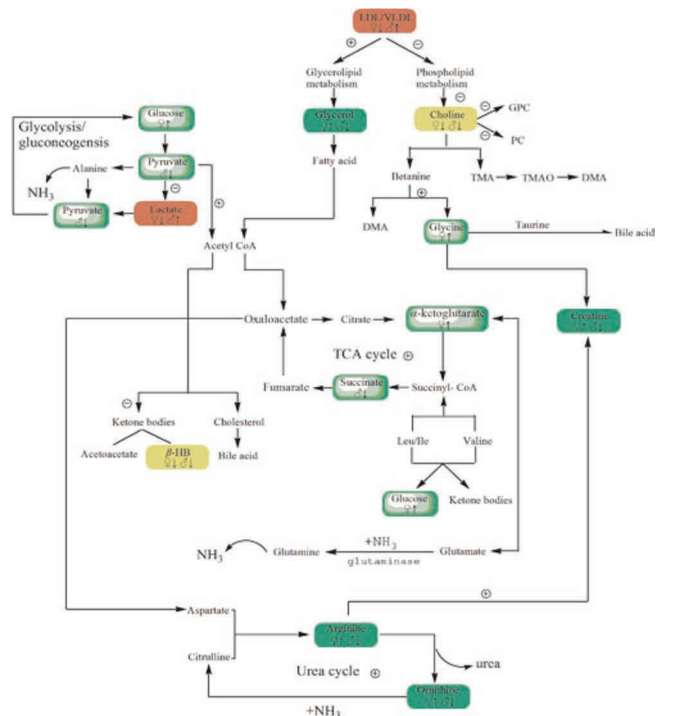 LDL/VLDL
♀↓ ♂↑
⊕
⊖
Glycerolipid
metabolism
Phospholipid
metabolism
⊖
Glycerol
Choline
♀↓ ♂↓
⊖
GPC
⊖
PC
Glycolysis/
gluconeogensis
Glucose
♀↑
Fatty acid
Alanine
Pyruvate
♂↓
⊖
⊕
NH3
Pyruvate
♂↓
Lactate
♀↓ ♂↑
Betanine
TMA
TMAO
DMA
⊕
DMA
Glycine
♀↑
Taurine
Bile acid
Acetyl CoA
Oxaloacetate
Citrate
α-ketoglutarate
♀↑
Creatine
TCA cycle ⊕
Fumarate
Succinate
♂↓
Succinyl- CoA
⊖
Ketone bodies
Cholesterol
Leu/Ile
Valine
Acetoacetate
β-HB
♀↓ ♂↓
Bile acid
Glucose
♀↑
Ketone bodies
NH3
Glutamine
+NH3
glutaminase
Glutamate
⊕
Aspartate
Arginine
Citrulline
Urea cycle ⊕
urea
Ornithine
+NH3